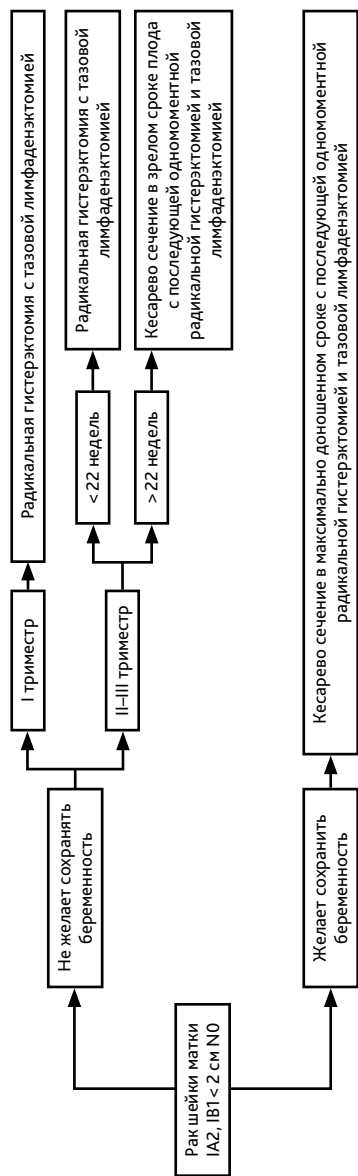 Рак шейки матки
IA2, IB1 < 2 см N0
Не желает сохранять
беременность
I триместр
Радикальная гистерэктомия с тазовой лимфаденэктомией
II–III триместр
< 22 недель
Радикальная гистерэктомия с тазовой
лимфаденэктомией
> 22 недель
Кесарево сечение в зрелом сроке плода
с последующей одномоментной
радикальной гистерэктомией и тазовой
лимфаденэктомией
Желает сохранить
беременность
Кесарево сечение в максимально доношенном сроке с последующей одномоментной
радикальной гистерэктомией и тазовой лимфаденэктомией